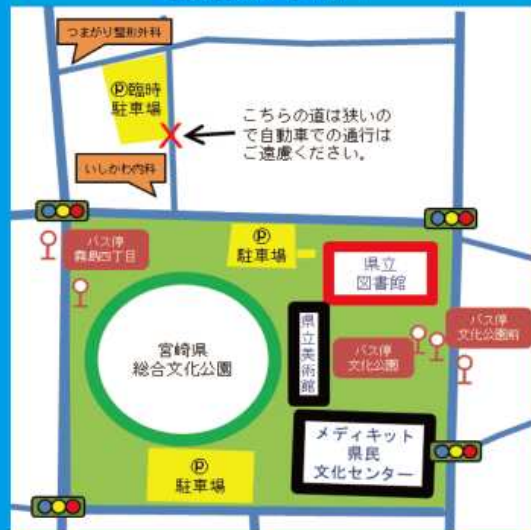 つまがり整形外科
Ⓟ臨時
駐車場
こちらの道は狭いの
で自動車での通行は
ご遠慮ください。
いしかわ内科
バス停
霧島四丁目
Ⓟ
駐車場
県立
図書館
宮崎県
総合文化公園
県立美術館
バス停
文化公園
バス停
文化公園前
メディキット
県民
文化センター
Ⓟ
駐車場